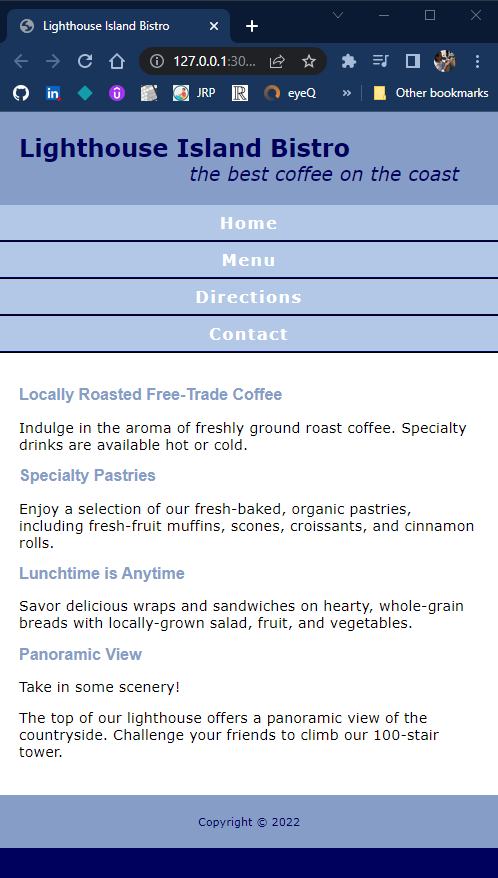 Lighthouse Island Bistro
127.0.0.1:30...
in
JRP
R
eyeQ
»
Other bookmarks
Lighthouse Island Bistro
the best coffee on the coast
Home
Menu
Directions
Contact
Locally Roasted Free-Trade Coffee
Indulge in the aroma of freshly ground roast coffee. Specialty
drinks are available hot or cold.
Specialty Pastries
Enjoy a selection of our fresh-baked, organic pastries,
including fresh-fruit muffins, scones, croissants, and cinnamon
rolls.
Lunchtime is Anytime
Savor delicious wraps and sandwiches on hearty, whole-grain
breads with locally-grown salad, fruit, and vegetables.
Panoramic View
Take in some scenery!
The top of our lighthouse offers a panoramic view of the
countryside. Challenge your friends to climb our 100-stair
tower.
Copyright © 2022